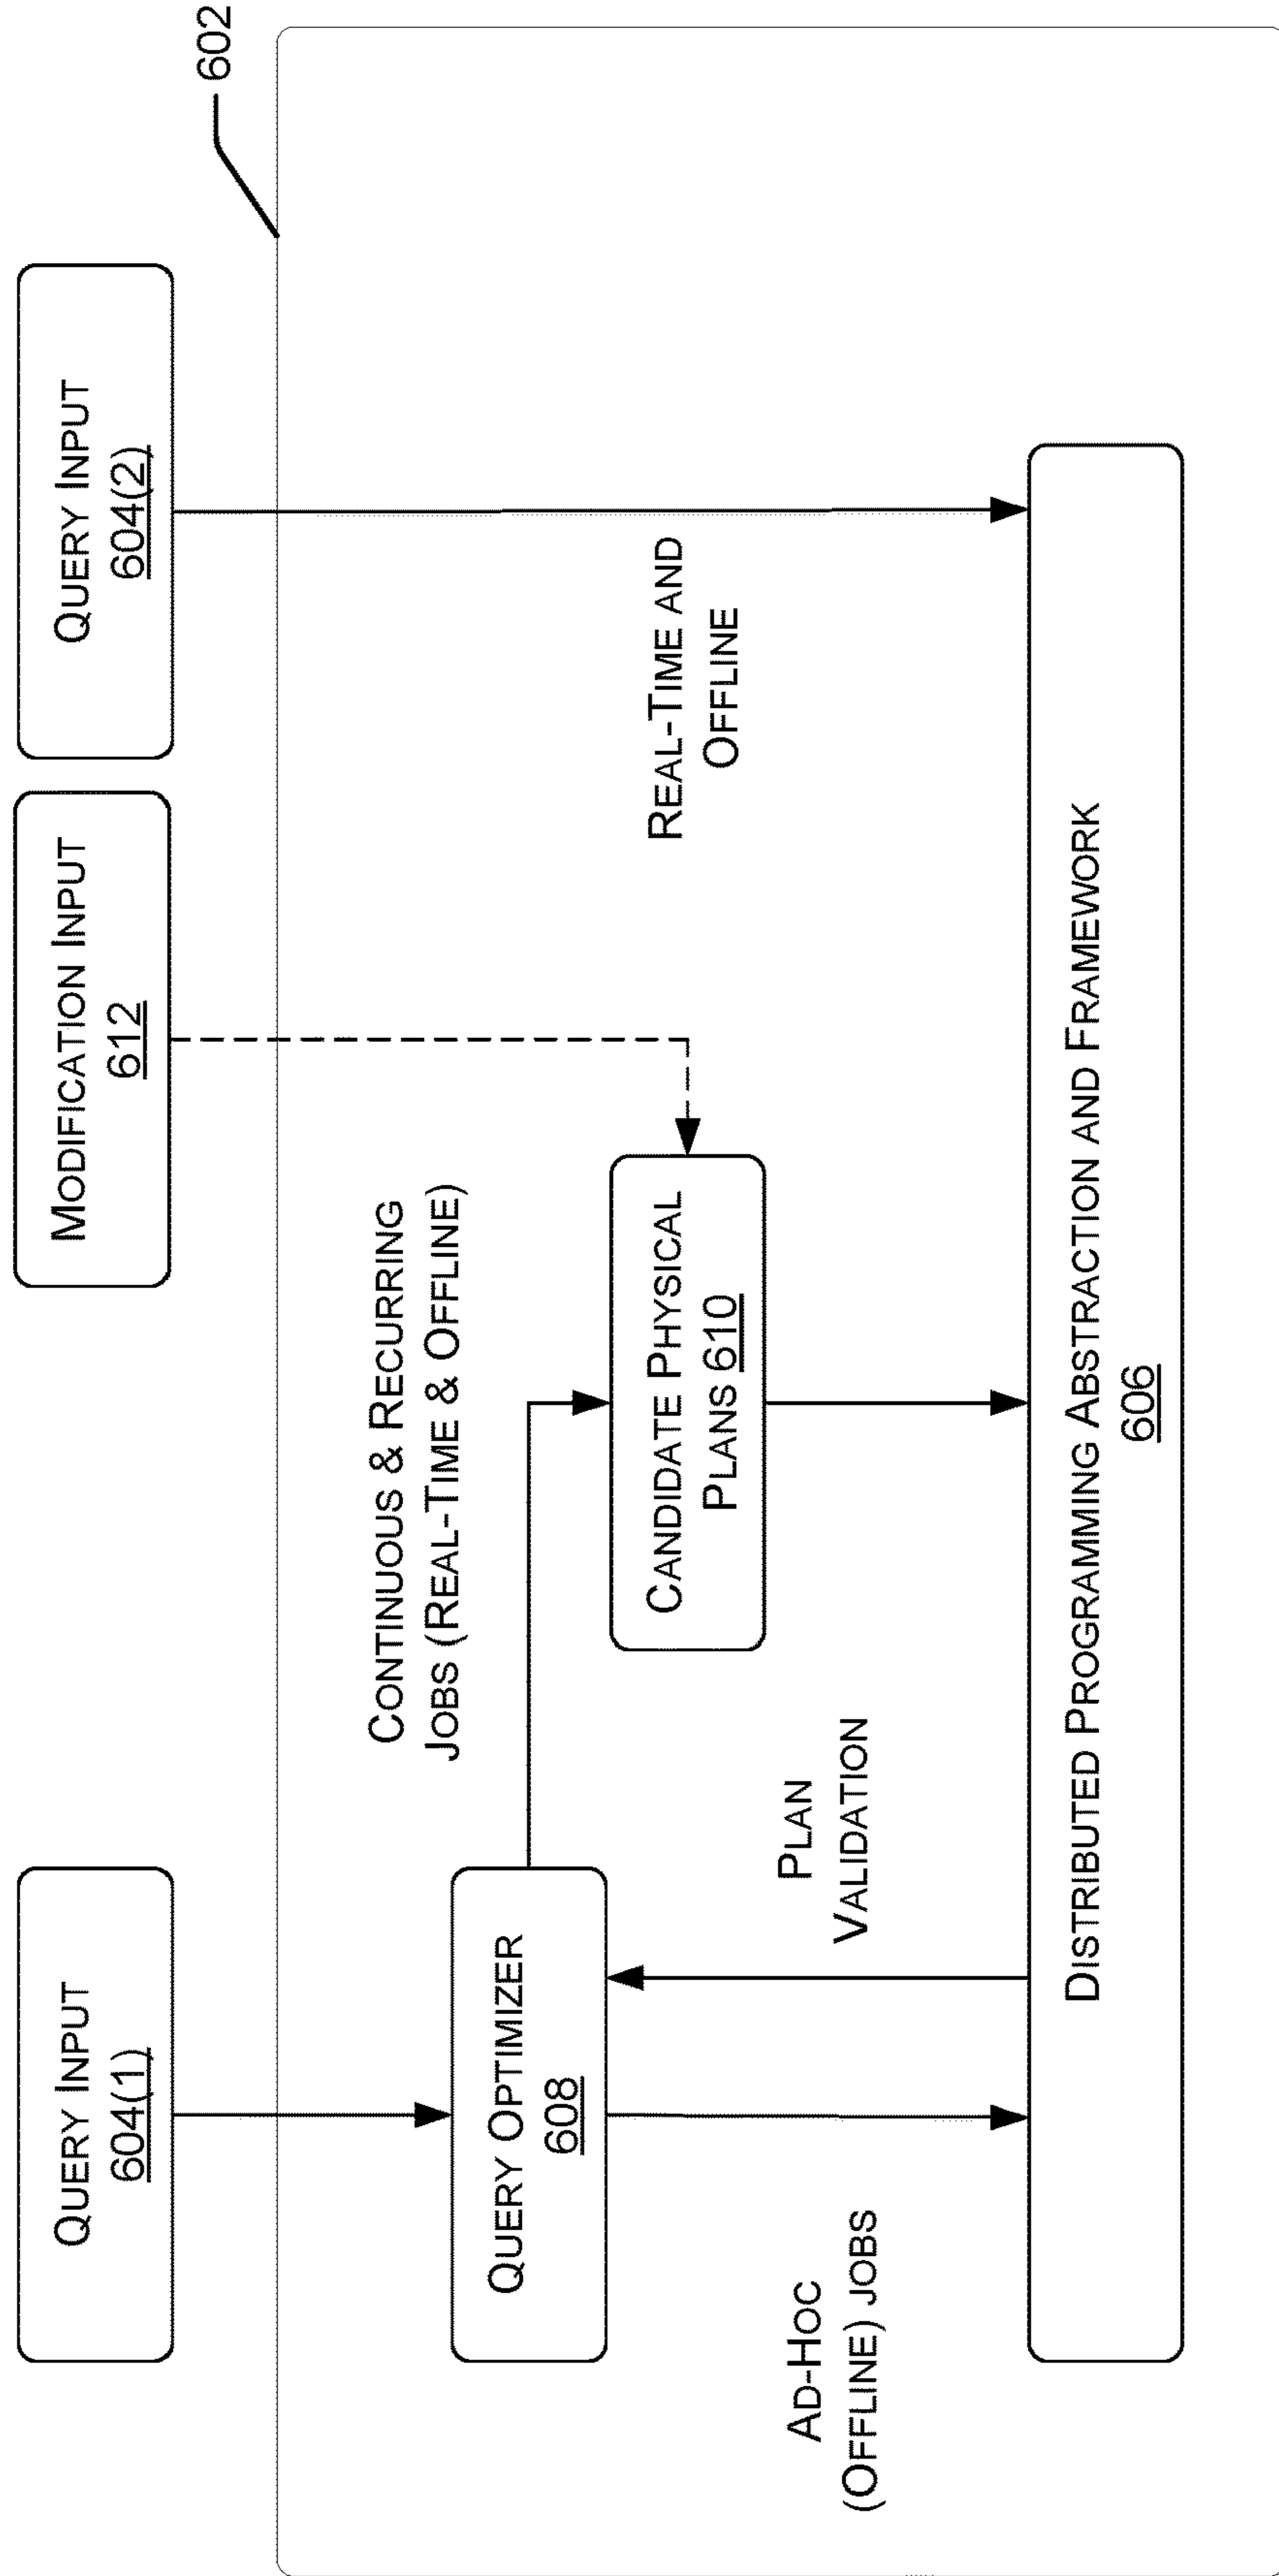 QUERY INPUT
604(1)
MODIFICATION INPUT
612
QUERY INPUT
604(2)
602
CONTINUOUS & RECURRING
JOBS (REAL-TIME & OFFLINE)
QUERY OPTIMIZER
608
CANDIDATE PHYSICAL
PLANS 610
REAL-TIME AND
OFFLINE
AD-HOC
(OFFLINE) JOBS
PLAN
VALIDATION
DISTRIBUTED PROGRAMMING ABSTRACTION AND FRAMEWORK
606